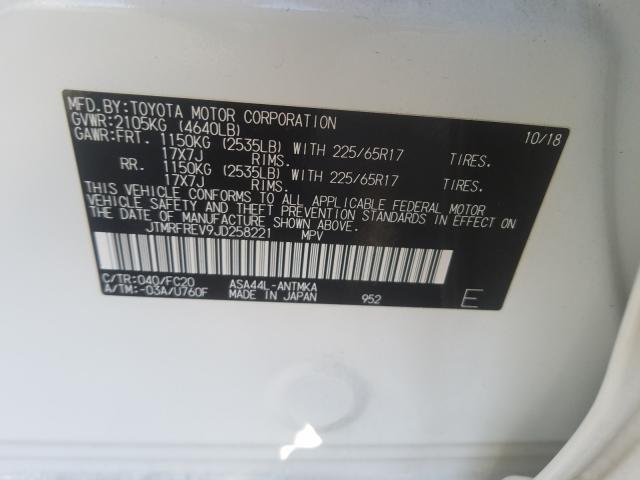 MFD.BY:TOYOTA MOTOR CORPORATION 10/18
GVWR:2105KG (4640LB)
GAWR:FRT. 1150KG (2535LB) WITH 225/65R17 TIRES.
17X7J RIMS.
RR. 1150KG (2535LB) WITH 225/65R17 TIRES.
17X7J RIMS.
THIS VEHICLE CONFORMS TO ALL APPLICABLE FEDERAL MOTOR
VEHICLE SAFETY AND THEFT PREVENTION STANDARDS IN EFFECT ON
THE DATE OF MANUFACTURE SHOWN ABOVE.
JTMRFREV9JD258221 MPV
C/TR:040/FC20 ASA44L-ANTMKA
A/TM:-03A/U760F MADE IN JAPAN 952 E